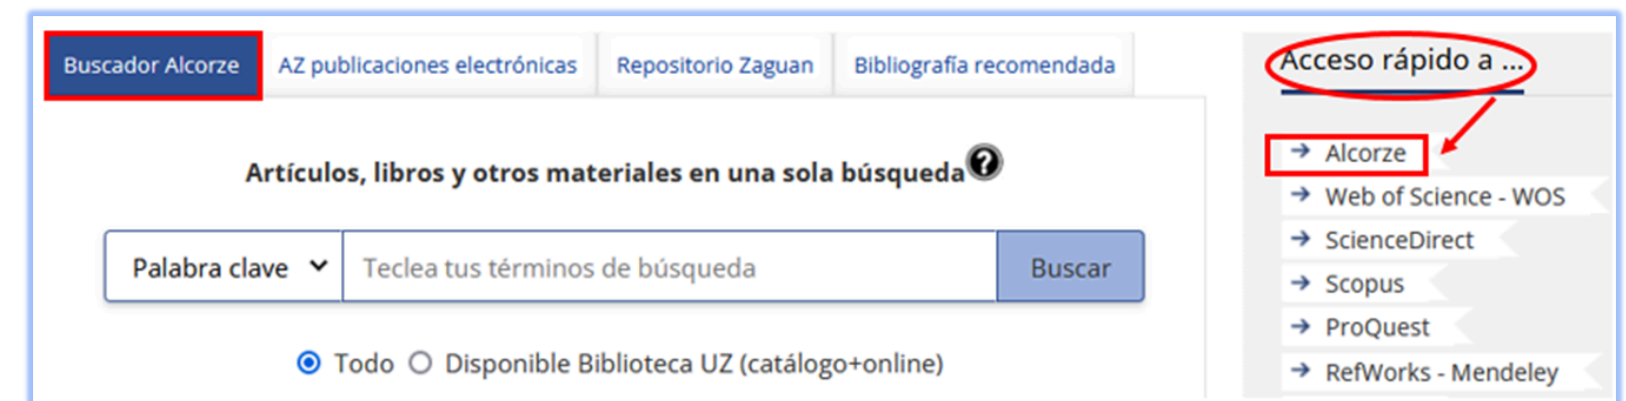 Buscador Alcorze
AZ publicaciones electrónicas
Repositorio Zaguan
Bibliografía recomendada
Artículos, libros y otros materiales en una sola búsqueda?
Palabra clave
Teclea tus términos de búsqueda
Buscar
Todo
Disponible Biblioteca UZ (catálogo+online)
Acceso rápido a ...
→ Alcorze
→ Web of Science - WOS
→ ScienceDirect
→ Scopus
→ ProQuest
→ RefWorks - Mendeley